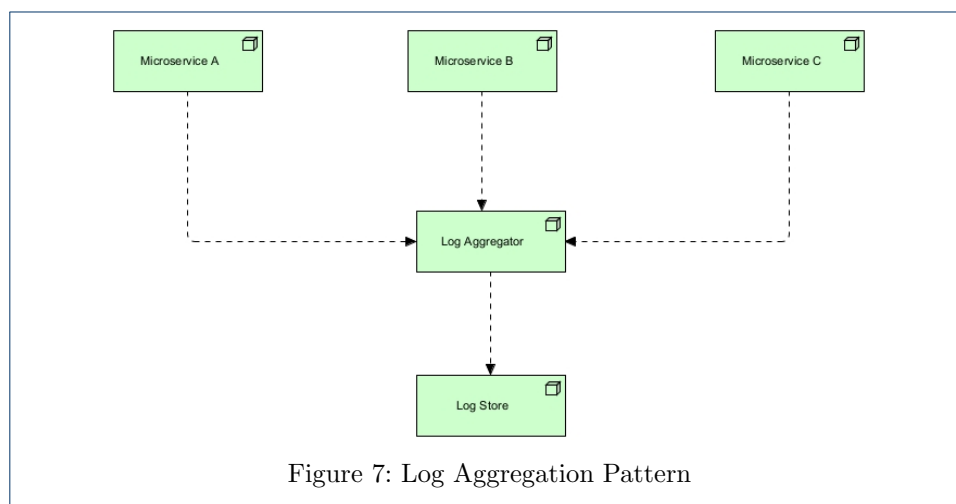 Microservice A
Microservice B
Microservice C
Log Aggregator
Log Store
Figure 7: Log Aggregation Pattern